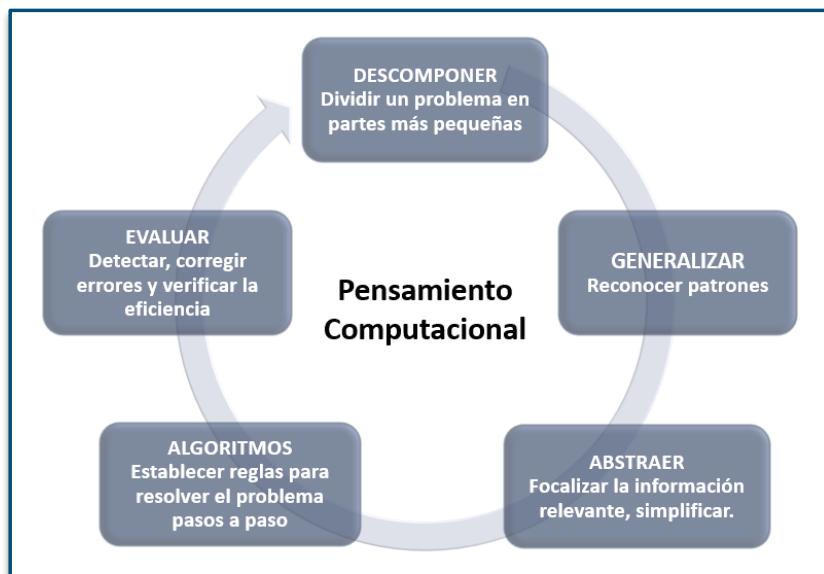 DESCOMPONER
Dividir un problema en
partes más pequeñas
GENERALIZAR
Reconocer patrones
ABSTRAER
Focalizar la información
relevante, simplificar.
ALGORITMOS
Establecer reglas para
resolver el problema
pasos a paso
EVALUAR
Detectar, corregir
errores y verificar la
eficiencia
Pensamiento
Computacional